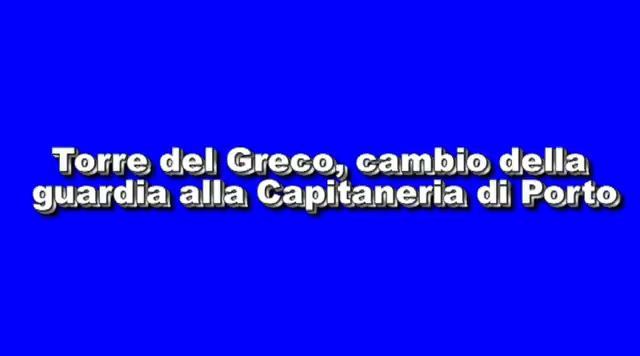 Torre del Greco, cambio della
guardia alla Capitaneria di Porto